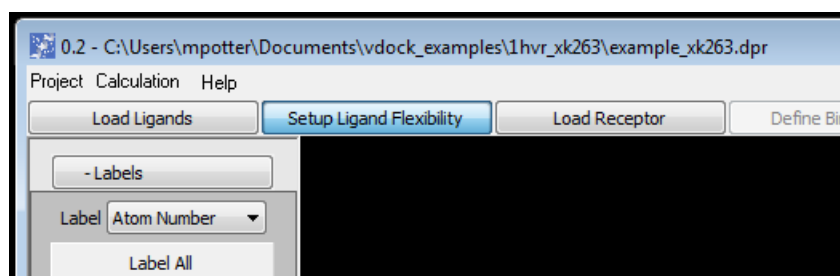 0.2 - C:\Users\mpotter\Documents\vdock_examples\1hvr_xk263\example_xk263.dpr
Project Calculation Help
Load Ligands Setup Ligand Flexibility Load Receptor Define
- Labels
Label Atom Number
Label All